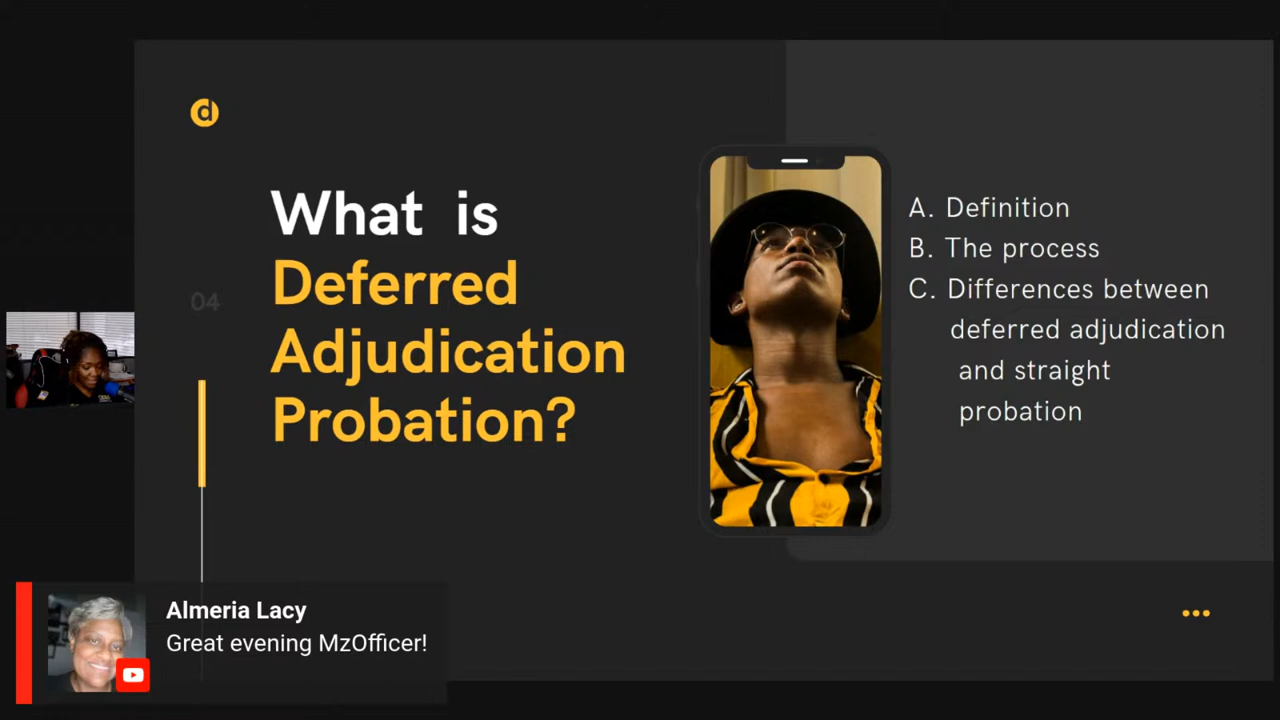 d
What is
Deferred
Adjudication
Probation?
04
A. Definition
B. The process
C. Differences between
deferred adjudication
and straight
probation
Almeria Lacy
Great evening MzOfficer!